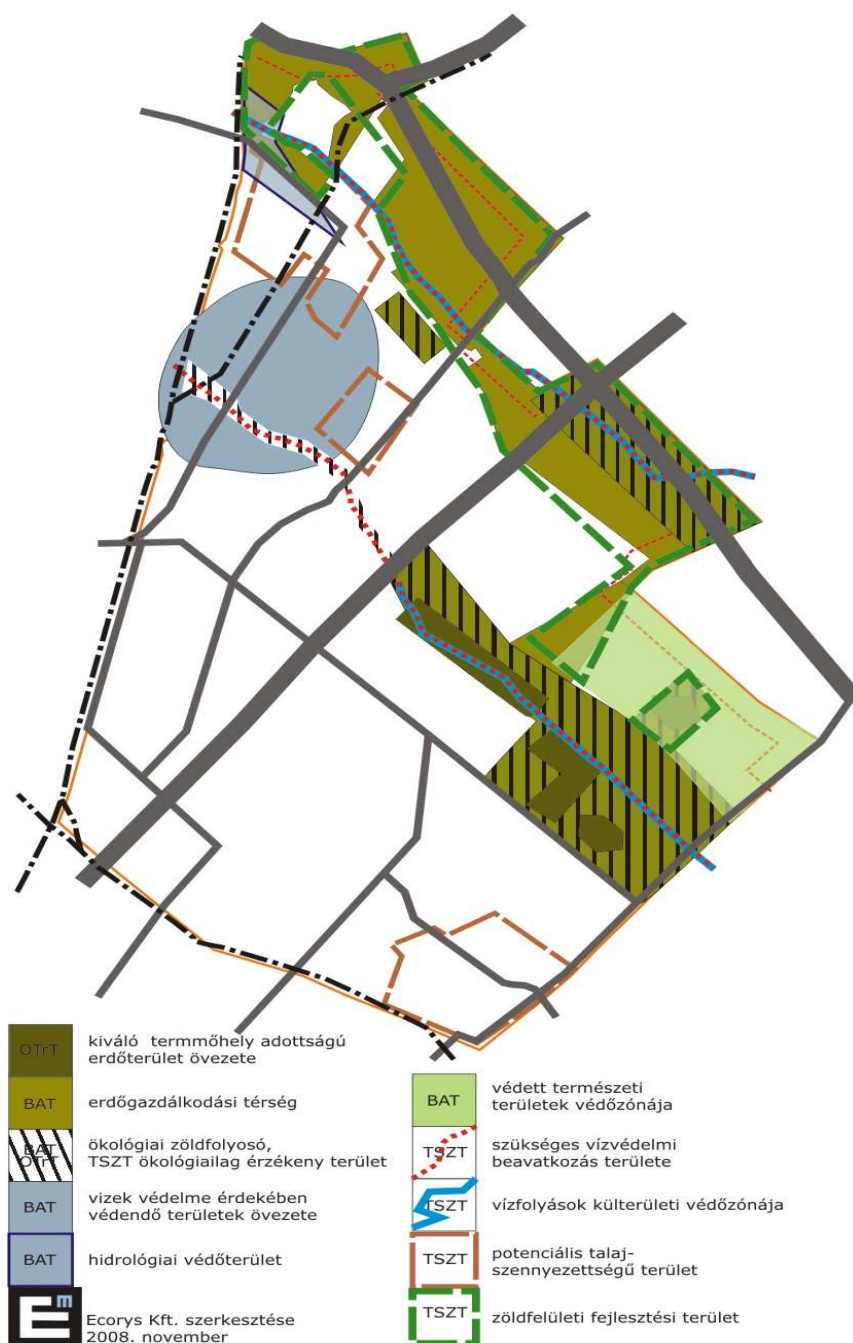 OTrT
kiváló termmőhely adottságú
erdőterület övezete
BAT
erdőgazdálkodási térség
BAT
OTrT
ökológiai zöldfolyosó,
TSZT ökológiailag érzékeny terület
BAT
vizek védelme érdekében
védendő területek övezete
BAT
hidrológiai védőterület
Ecorys Kft. szerkesztése
2008. november
BAT
védett természeti
területek védőzónája
TSZT
szükséges vízvédelmi
beavatkozás területe
TSZT
vízfolyások külterületi védőzónája
TSZT
potenciális talaj-
szennyezettségű terület
TSZT
zöldfelületi fejlesztési terület